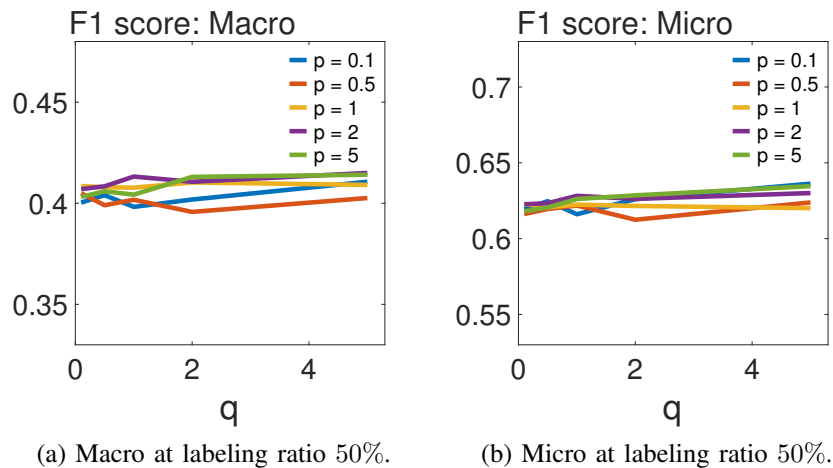 F1 score: Macro
0.45
0.4
0.35
0 2 4
q
p = 0.1
p = 0.5
p = 1
p = 2
p = 5
(a) Macro at labeling ratio 50%.
F1 score: Micro
0.7
0.65
0.6
0.55
0 2 4
q
p = 0.1
p = 0.5
p = 1
p = 2
p = 5
(b) Micro at labeling ratio 50%.